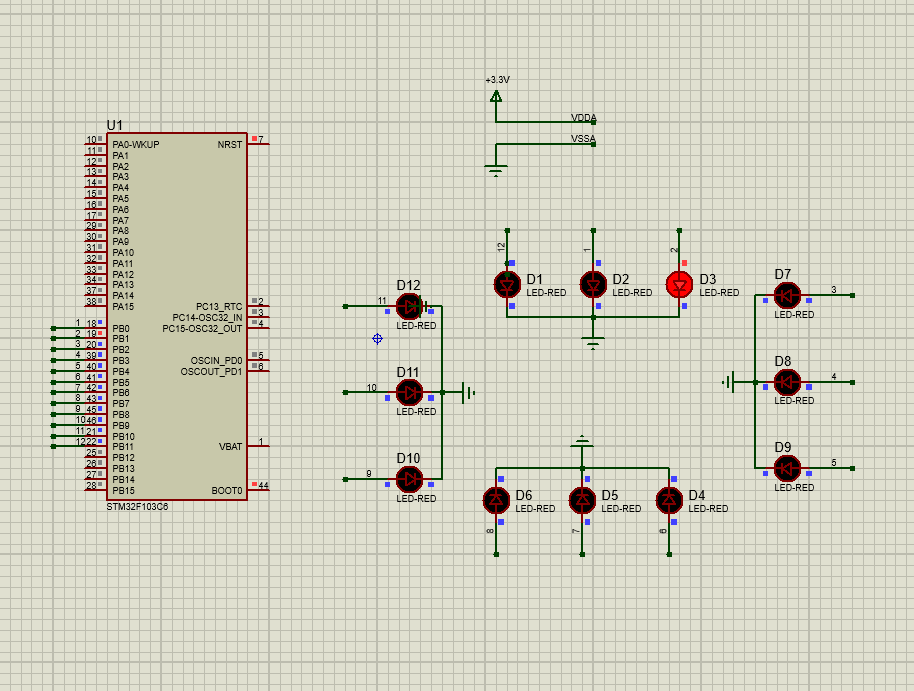 +3.3V
VDDA
VSSA
U1
10 PA0-WKUP NRST 7
11 PA1
12 PA2
13 PA3
14 PA4
15 PA5
16 PA6
17 PA7
29 PA8
30 PA9
31 PA10
32 PA11
33 PA12
34 PA13
37 PA14
38 PA15 PC13_RTC 2
PC14-OSC32_IN 3
1 18 PB0 PC15-OSC32_OUT 4
2 19 PB1
3 20 PB2
4 39 PB3 OSCIN_PD0 5
5 40 PB4 OSCOUT_PD1 6
6 41 PB5
7 42 PB6
8 43 PB7
9 45 PB8
10 46 PB9
11 21 PB10
12 22 PB11 VBAT 1
25 PB12
26 PB13
27 PB14
28 PB15 BOOT0 44
STM32F103C6
12
D1
LED-RED
1
D2
LED-RED
2
D3
LED-RED
D12
11
LED-RED
D11
10
LED-RED
D10
9
LED-RED
D7
3
LED-RED
D8
4
LED-RED
D9
5
LED-RED
D6
LED-RED
8
D5
LED-RED
7
D4
LED-RED
6